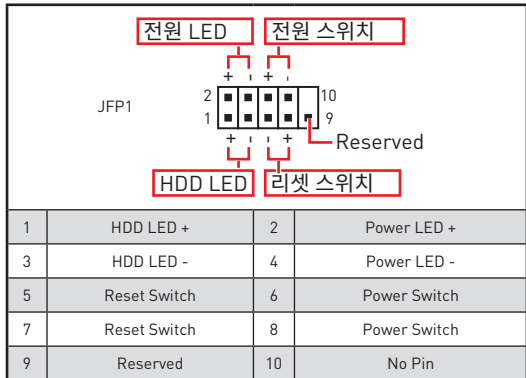 전원 LED 전원 스위치
+ - + -
JFP1
2 10
1 9
+ - - +
Reserved
HDD LED 리셋 스위치
1 HDD LED + 2 Power LED +
3 HDD LED - 4 Power LED -
5 Reset Switch 6 Power Switch
7 Reset Switch 8 Power Switch
9 Reserved 10 No Pin